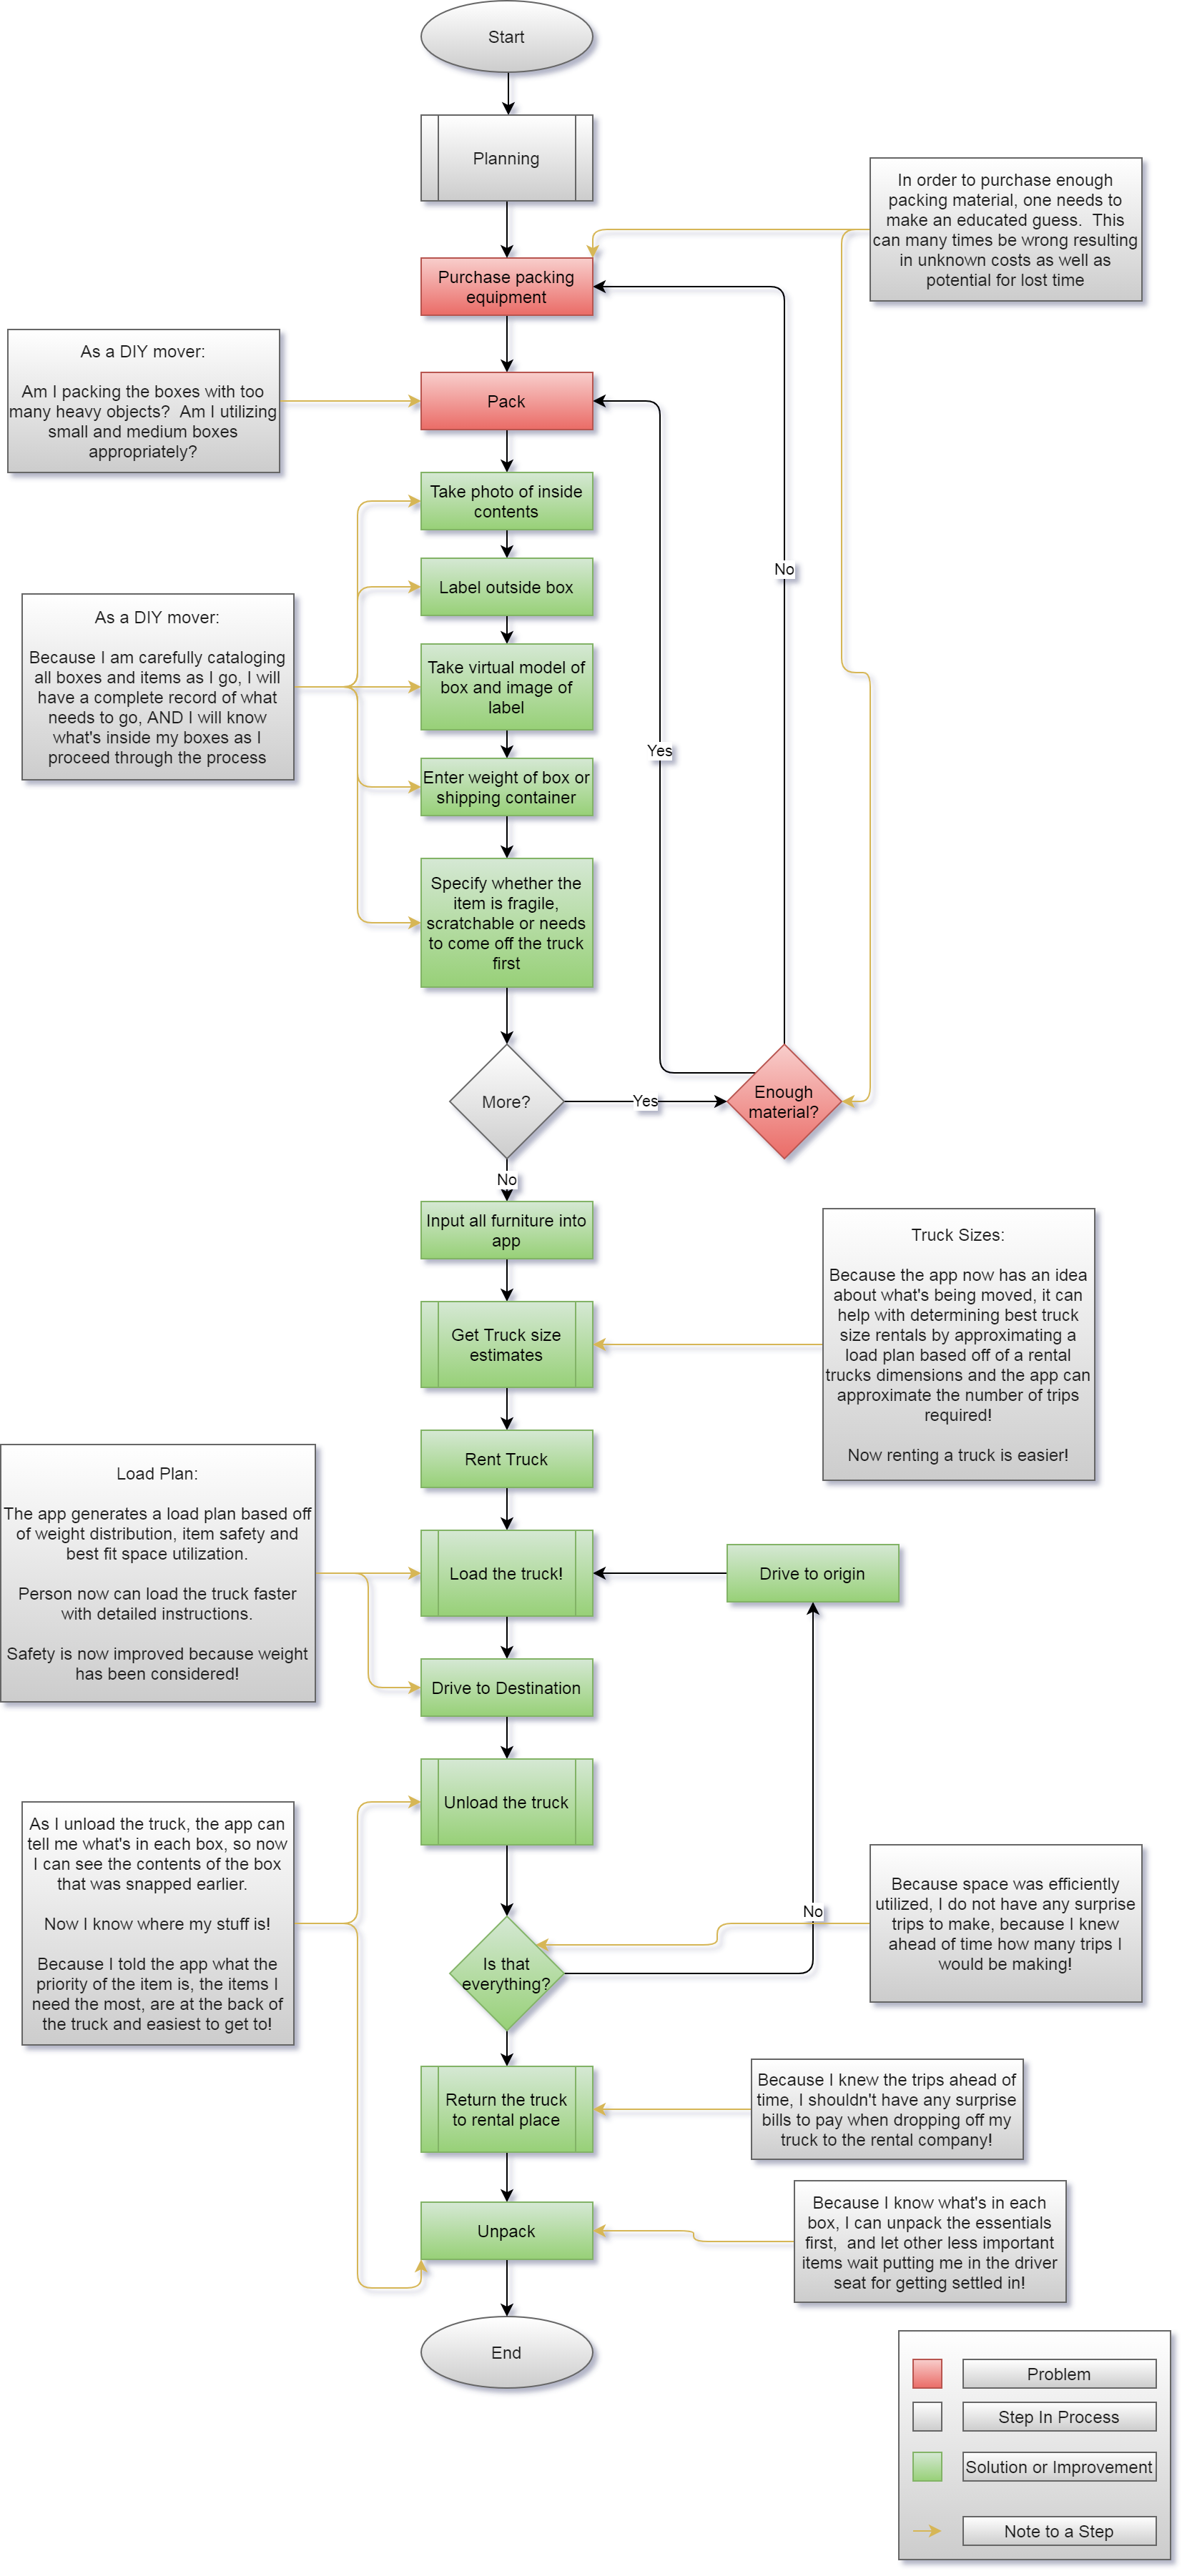 Start
Planning
In order to purchase enough
packing material, one needs to
make an educated guess.  This
can many times be wrong resulting
in unknown costs as well as
potential for lost time
Purchase packing
equipment
As a DIY mover:
Am I packing the boxes with too
many heavy objects?  Am I utilizing
small and medium boxes
appropriately?
Pack
Take photo of inside
contents
No
Label outside box
As a DIY mover:
Because I am carefully cataloging
all boxes and items as I go, I will
have a complete record of what
needs to go, AND I will know
what's inside my boxes as I
proceed through the process
Take virtual model of
box and image of
label
Yes
Enter weight of box or
shipping container
Specify whether the
item is fragile,
scratchable or needs
to come off the truck
first
More?
Yes
Enough
material?
No
Input all furniture into
app
Truck Sizes:
Because the app now has an idea
about what's being moved, it can
help with determining best truck
size rentals by approximating a
load plan based off of a rental
trucks dimensions and the app can
approximate the number of trips
required!
Now renting a truck is easier!
Get Truck size
estimates
Rent Truck
Load Plan:
The app generates a load plan based off
of weight distribution, item safety and
best fit space utilization.
Person now can load the truck faster
with detailed instructions.
Safety is now improved because weight
has been considered!
Load the truck!
Drive to origin
Drive to Destination
Unload the truck
As I unload the truck, the app can
tell me what's in each box, so now
I can see the contents of the box
that was snapped earlier.
Now I know where my stuff is!
Because I told the app what the
priority of the item is, the items I
need the most, are at the back of
the truck and easiest to get to!
No
Because space was efficiently
utilized, I do not have any surprise
trips to make, because I knew
ahead of time how many trips I
would be making!
Is that
everything?
Return the truck
to rental place
Because I knew the trips ahead of
time, I shouldn't have any surprise
bills to pay when dropping off my
truck to the rental company!
Unpack
Because I know what's in each
box, I can unpack the essentials
first,  and let other less important
items wait putting me in the driver
seat for getting settled in!
End
Problem
Step In Process
Solution or Improvement
Note to a Step